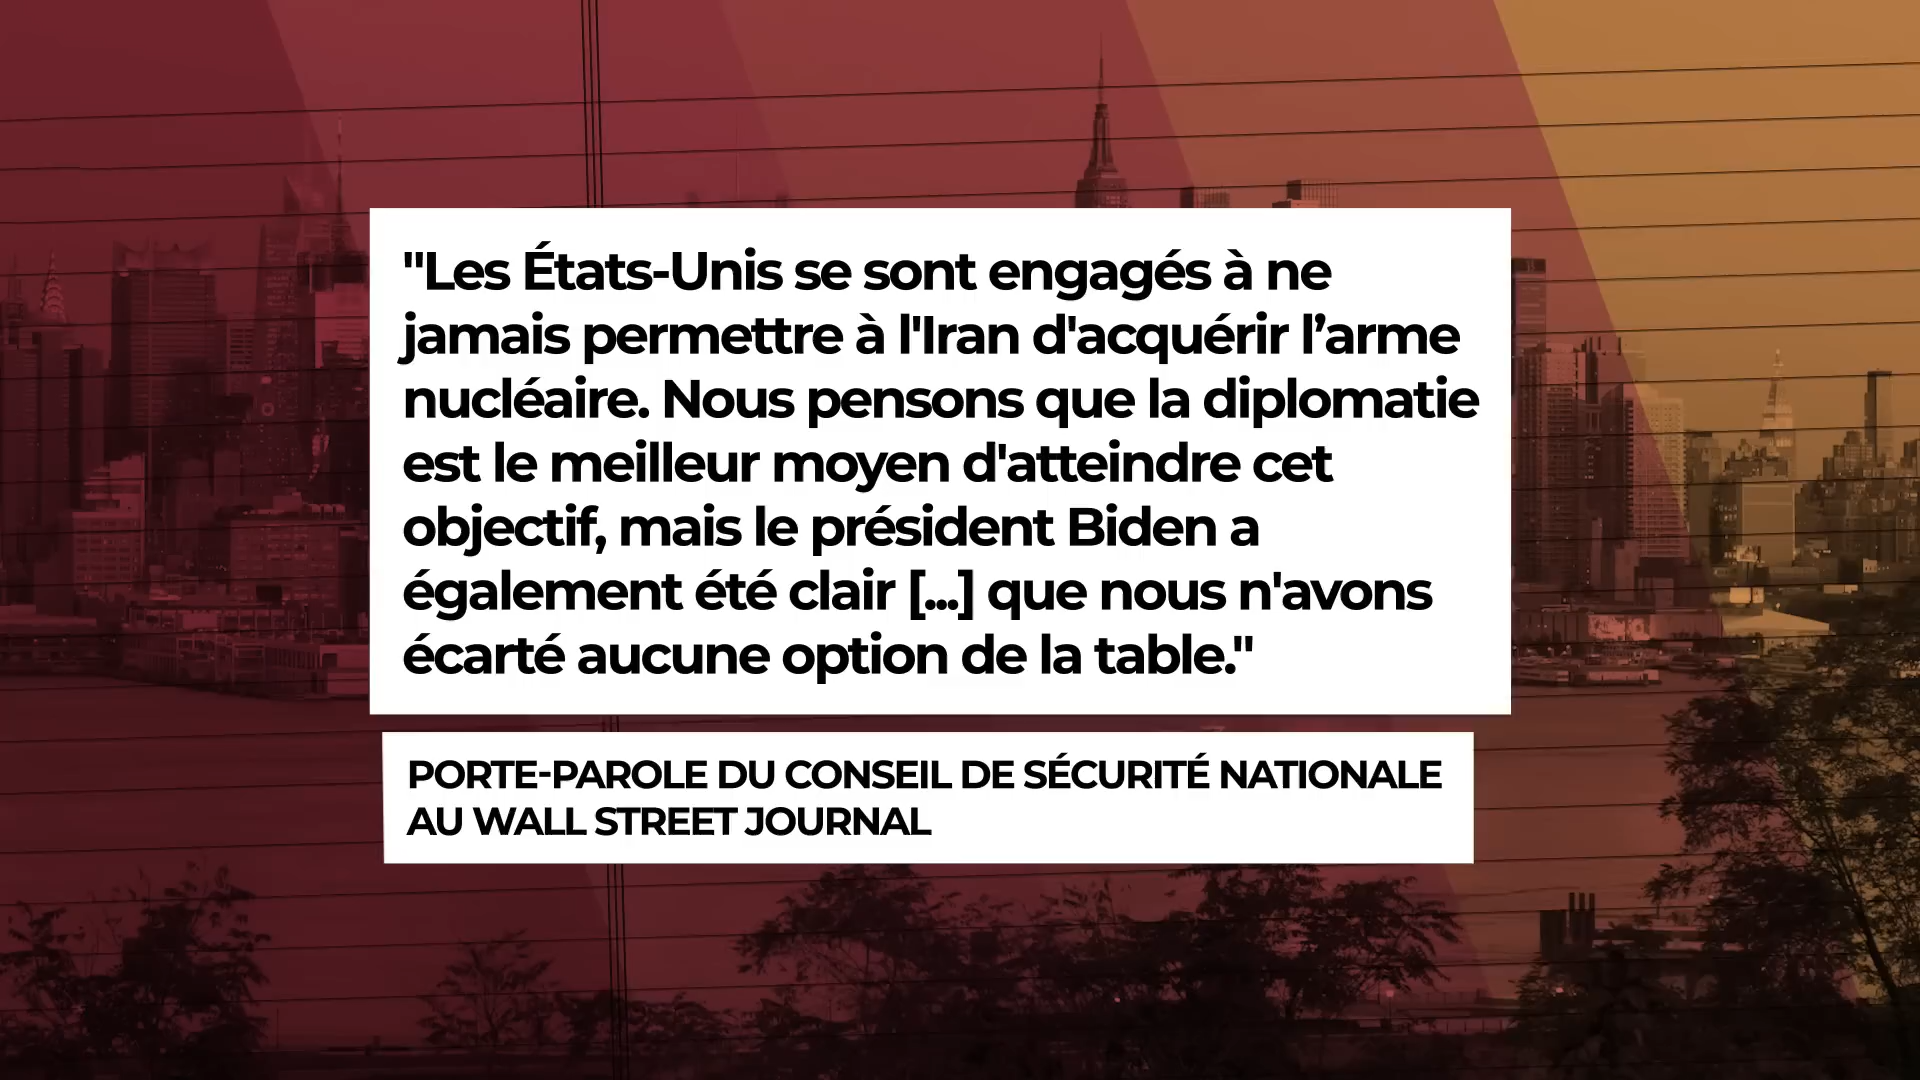 "Les États-Unis se sont engagés à ne
jamais permettre à l'Iran d'acquérir l’arme
nucléaire. Nous pensons que la diplomatie
est le meilleur moyen d'atteindre cet
objectif, mais le président Biden a
également été clair [...] que nous n'avons
écarté aucune option de la table."
PORTE-PAROLE DU CONSEIL DE SÉCURITÉ NATIONALE
AU WALL STREET JOURNAL